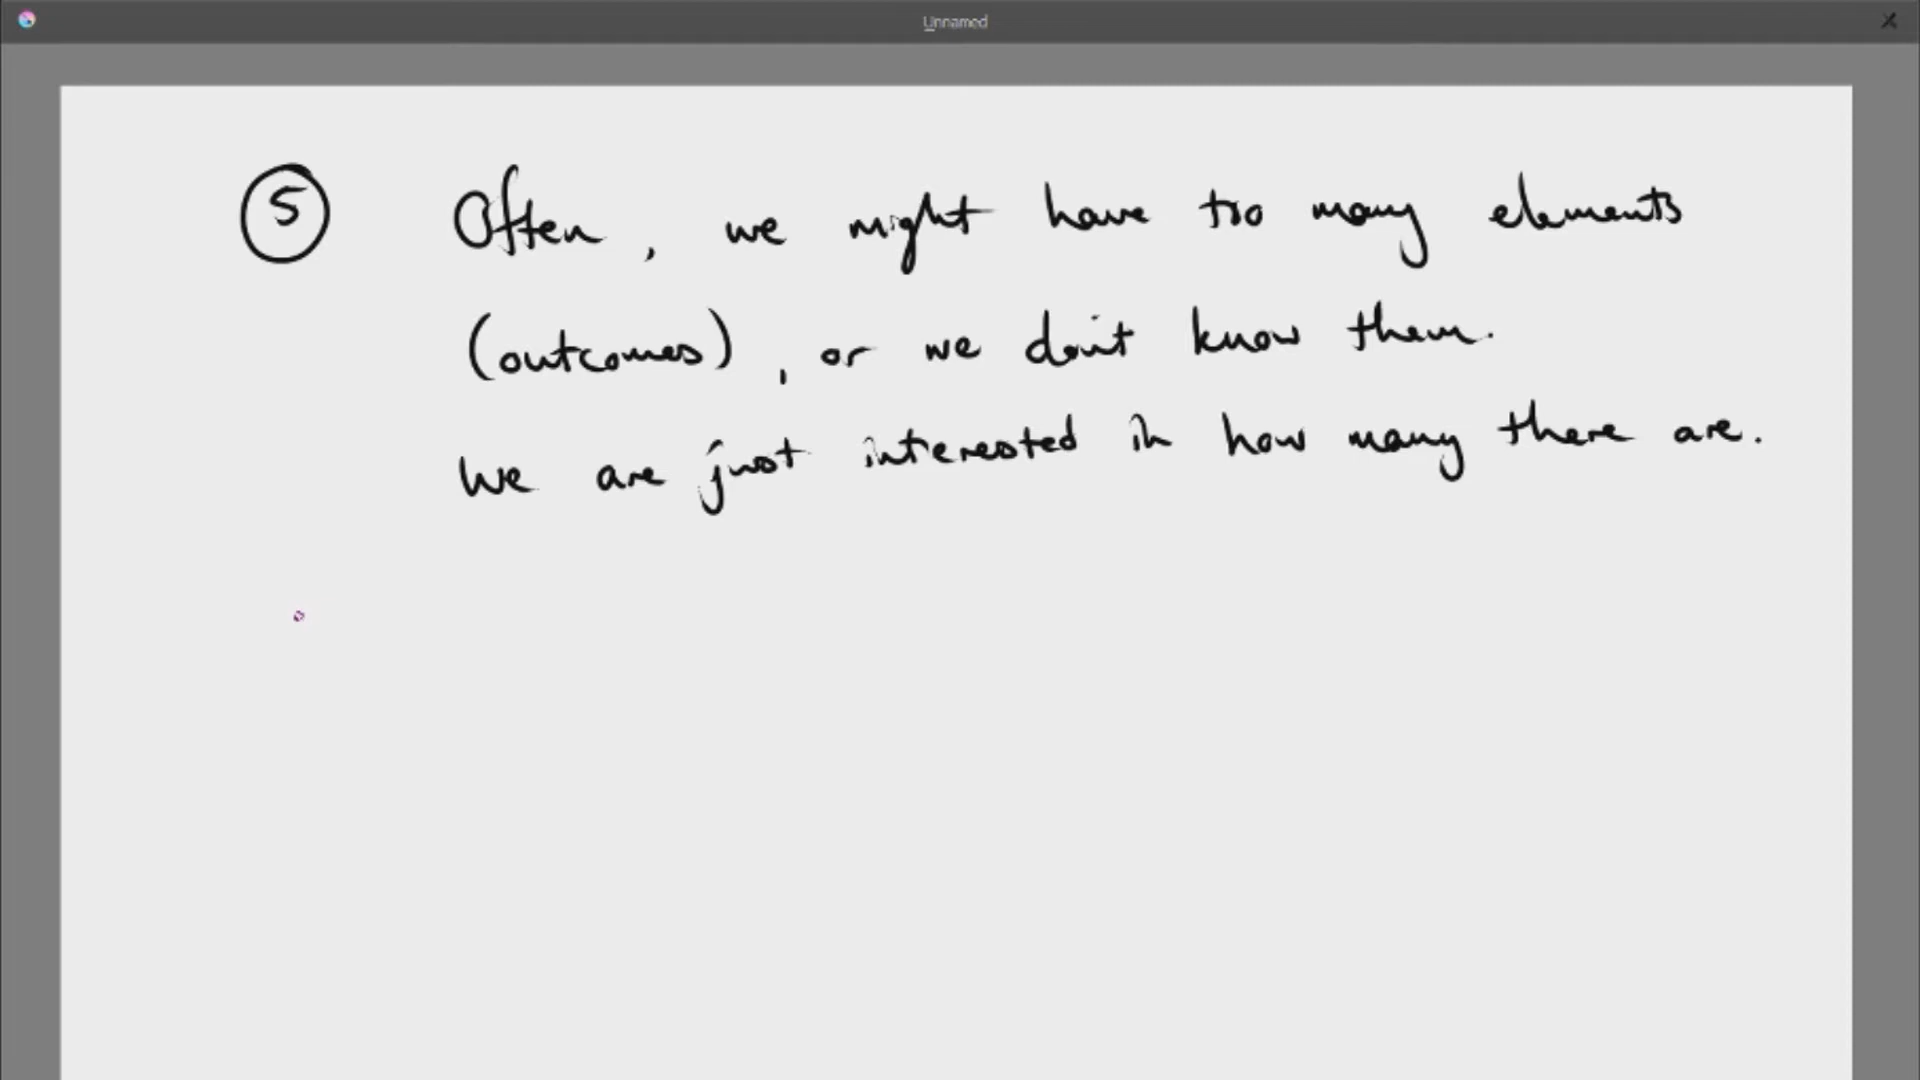 Unnamed
5 Often, we might have too many elements
(outcomes), or we don't know them.
We are just interested in how many there are.